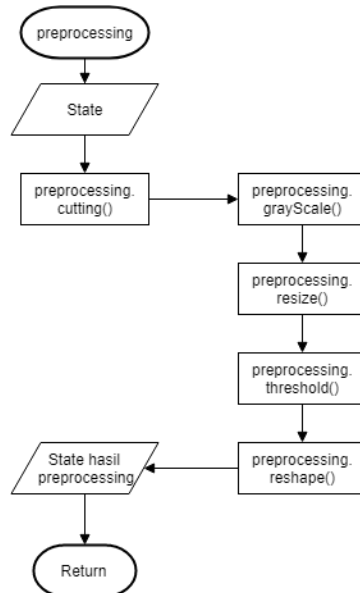 preprocessing
State
preprocessing.
cutting()
preprocessing.
grayScale()
preprocessing.
resize()
preprocessing.
threshold()
preprocessing.
reshape()
State hasil
preprocessing
Return